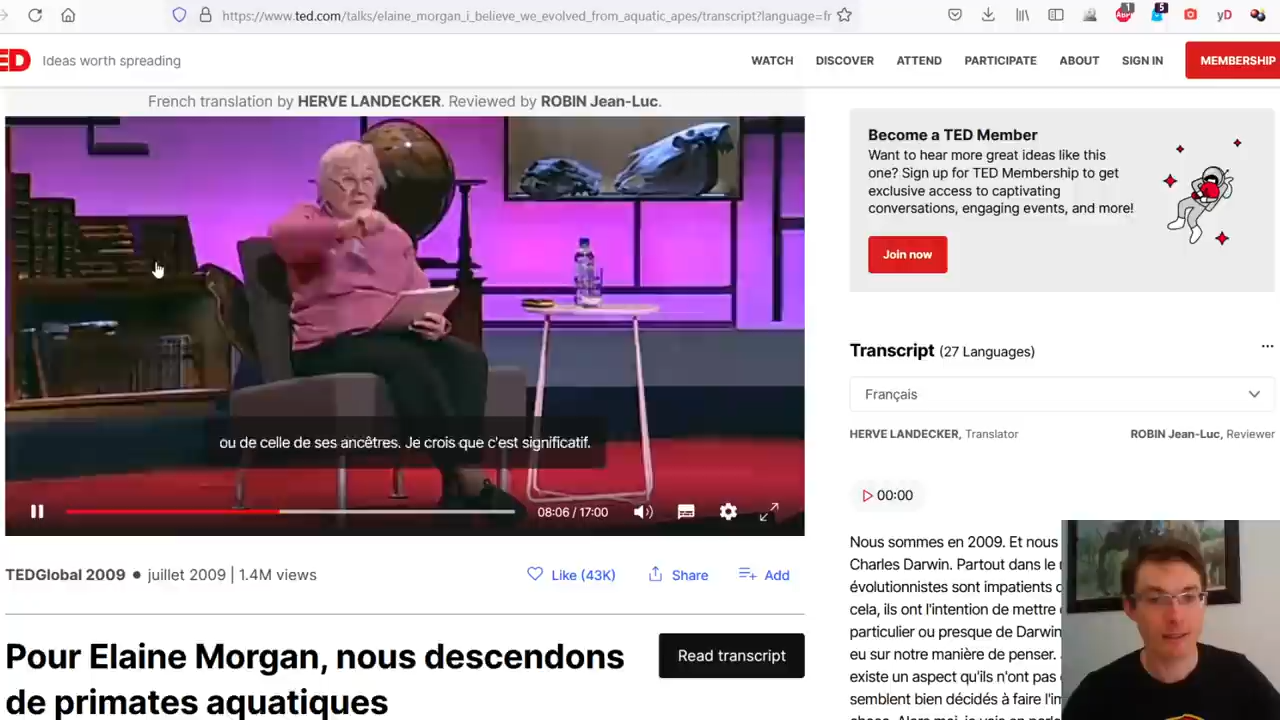 https://www.ted.com/talks/elaine_morgan_i_believe_we_evolved_from_aquatic_apes/transcript?language=fr
1
5
yD
ED
Ideas worth spreading
WATCH
DISCOVER
ATTEND
PARTICIPATE
ABOUT
SIGN IN
MEMBERSHIP
French translation by HERVE LANDECKER. Reviewed by ROBIN Jean-Luc.
ou de celle de ses ancêtres. Je crois que c'est significatif.
08:06 / 17:00
TEDGlobal 2009 ● juillet 2009 | 1.4M views
Like (43K)
Share
Add
Pour Elaine Morgan, nous descendons
de primates aquatiques
Read transcript
Become a TED Member
Want to hear more great ideas like this
one? Sign up for TED Membership to get
exclusive access to captivating
conversations, engaging events, and more!
Join now
Transcript (27 Languages)
...
Français
HERVE LANDECKER, Translator
ROBIN Jean-Luc, Reviewer
00:00
Nous sommes en 2009. Et nous
Charles Darwin. Partout dans le
évolutionnistes sont impatients
cela, ils ont l'intention de mettre
particulier ou presque de Darwin
eu sur notre manière de penser.
existe un aspect qu'ils n'ont pas
semblent bien décidés à faire